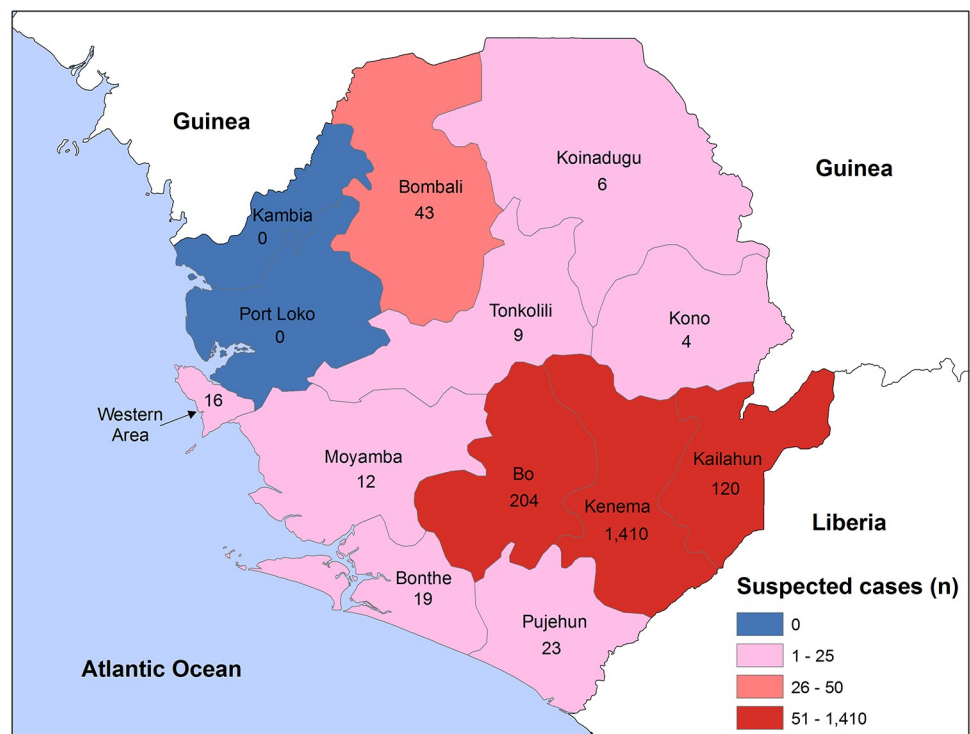 Guinea
Guinea
Koinadugu
6
Bombali
43
Kambia
0
Port Loko
0
Tonkolili
9
Kono
4
16
Western
Area
Moyamba
12
Bo
204
Kenema
1,410
Kailahun
120
Liberia
Bonthe
19
Pujehun
23
Atlantic Ocean
Suspected cases (n)
0
1 - 25
26 - 50
51 - 1,410